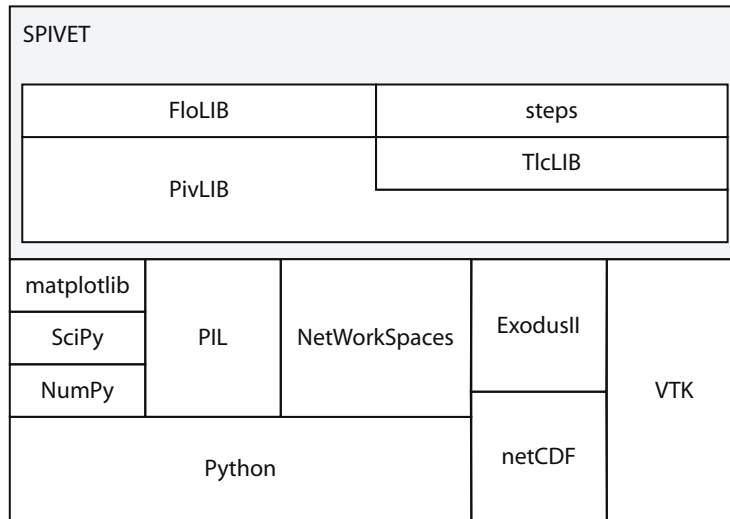 SPIVET
FloLIB
steps
TlcLIB
PivLIB
matplotlib
SciPy
PIL
NetWorkSpaces
ExodusII
NumPy
VTK
Python
netCDF